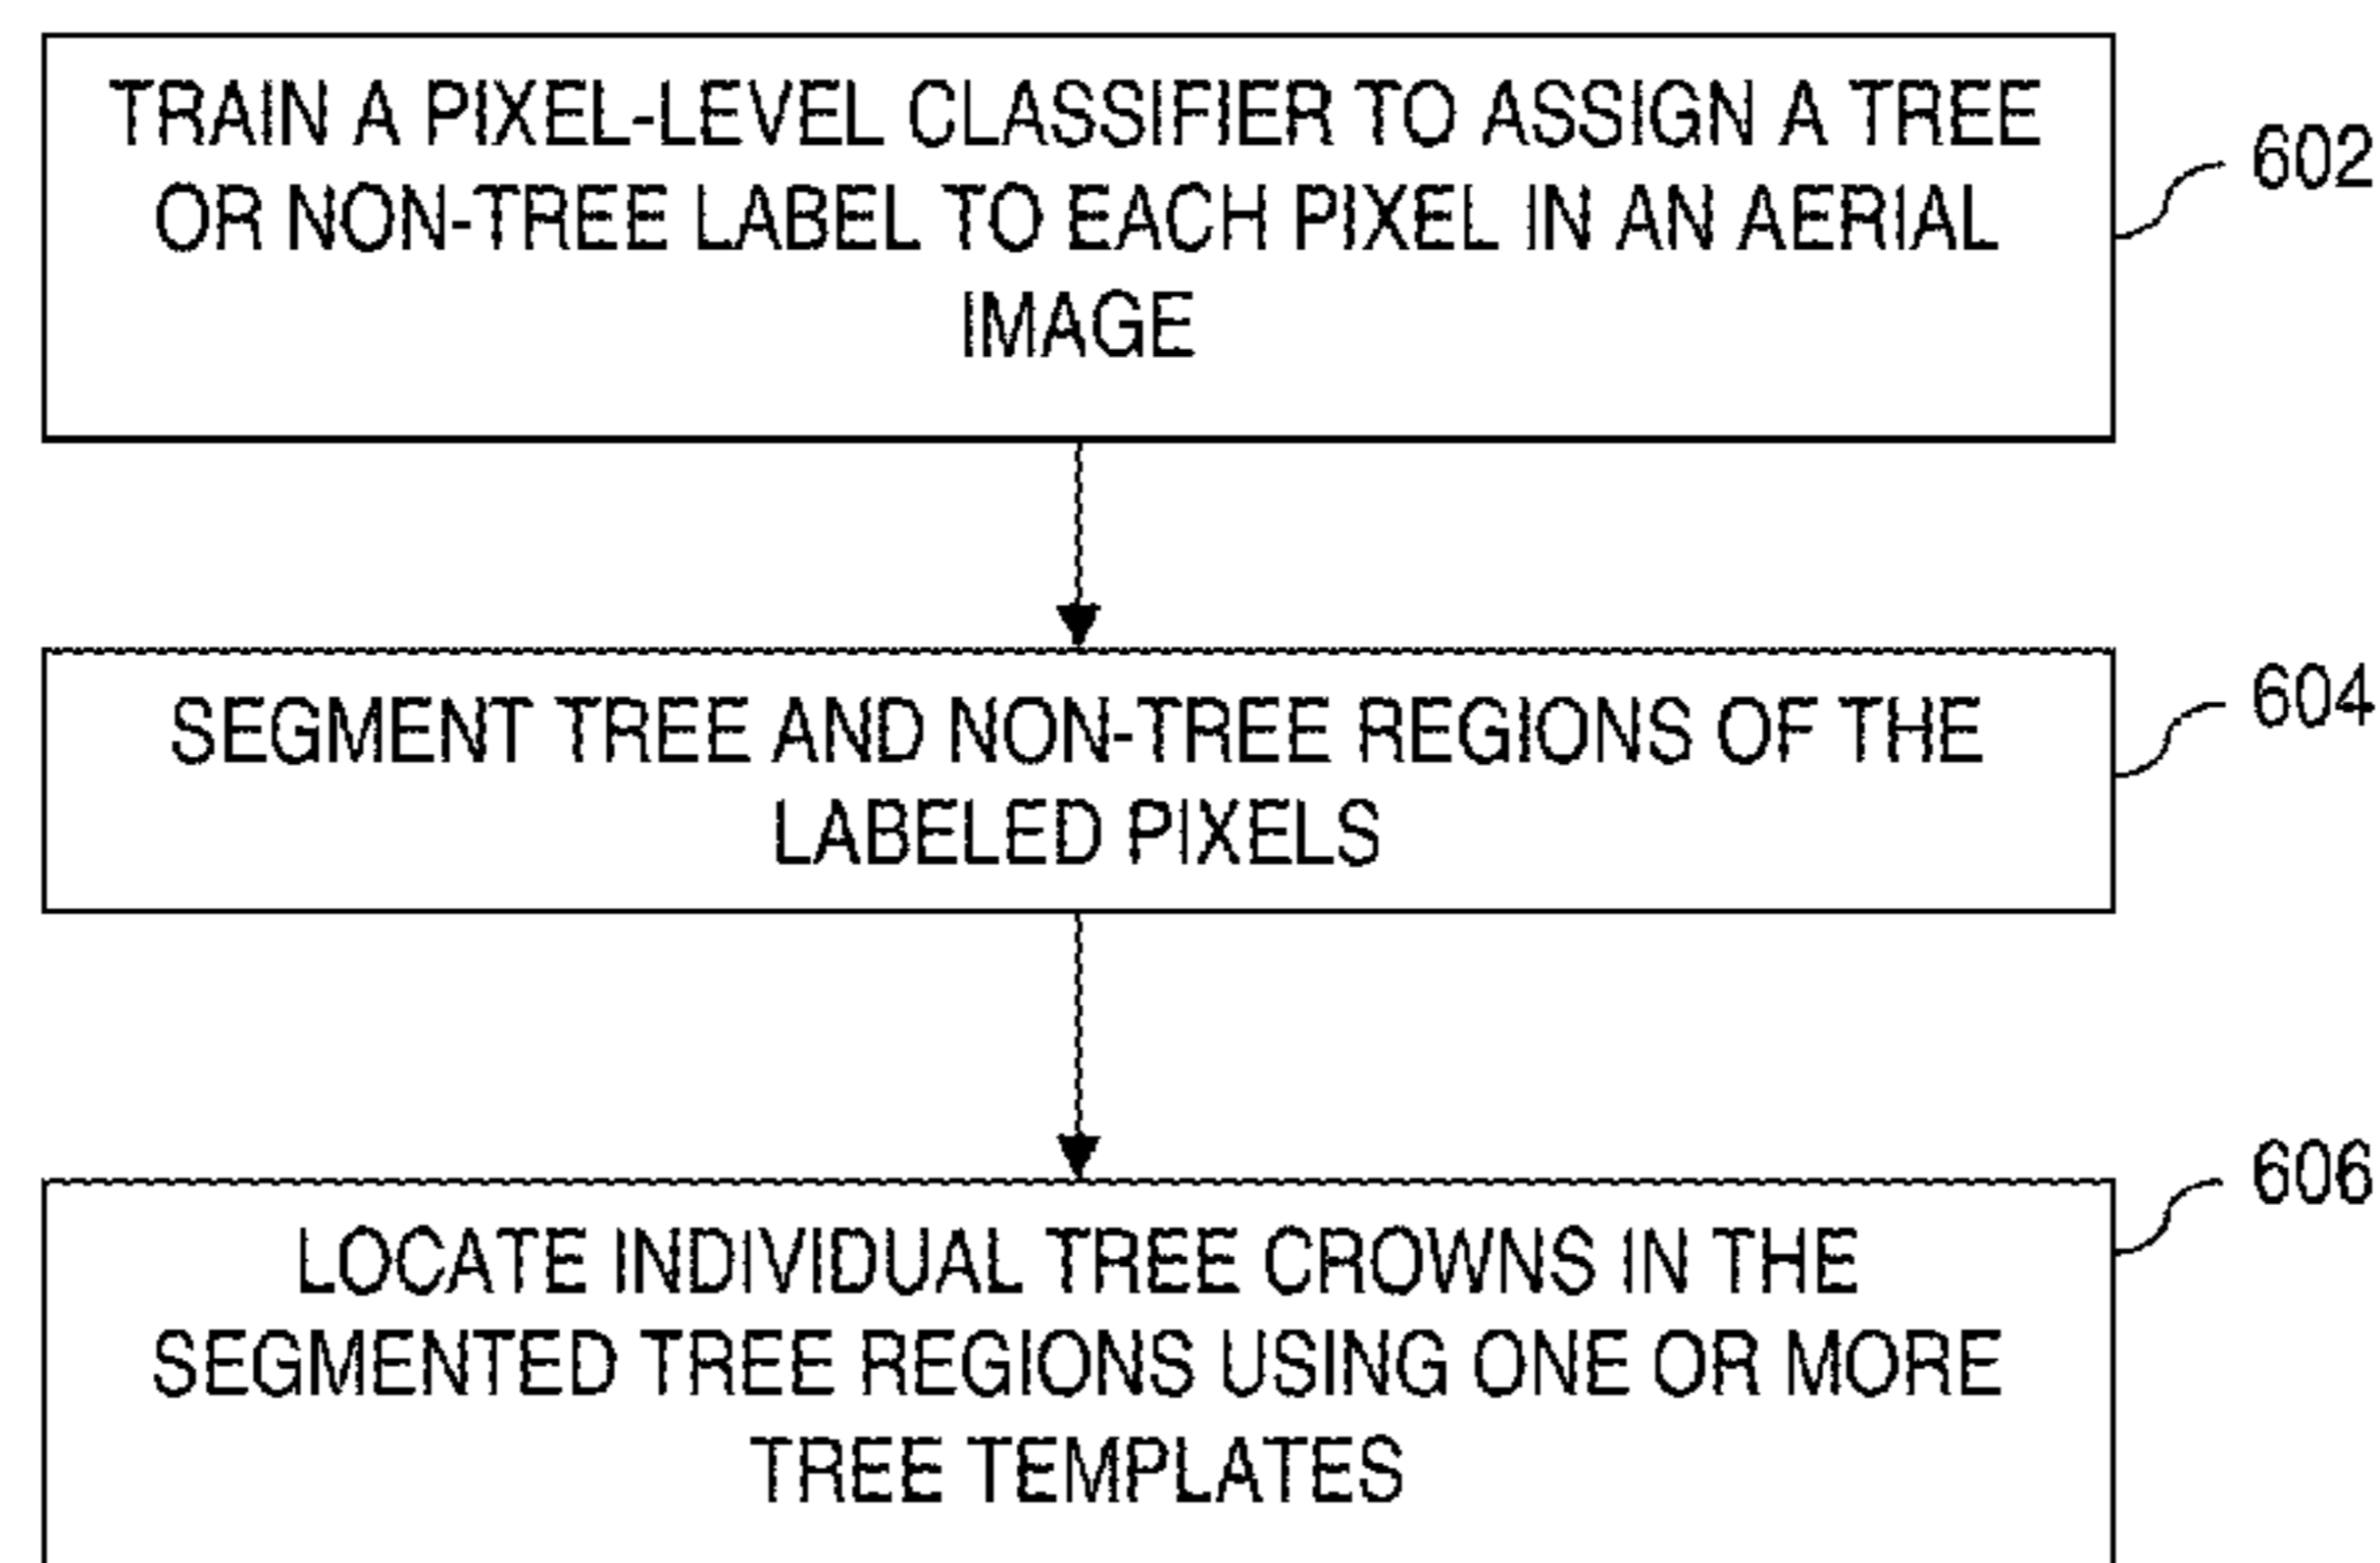 TRAIN A PIXEL-LEVEL CLASSIFIER TO ASSIGN A TREE
OR NON-TREE LABEL TO EACH PIXEL IN AN AERIAL
IMAGE
602
SEGMENT TREE AND NON-TREE REGIONS OF THE
LABELED PIXELS
604
LOCATE INDIVIDUAL TREE CROWNS IN THE
SEGMENTED TREE REGIONS USING ONE OR MORE
TREE TEMPLATES
606